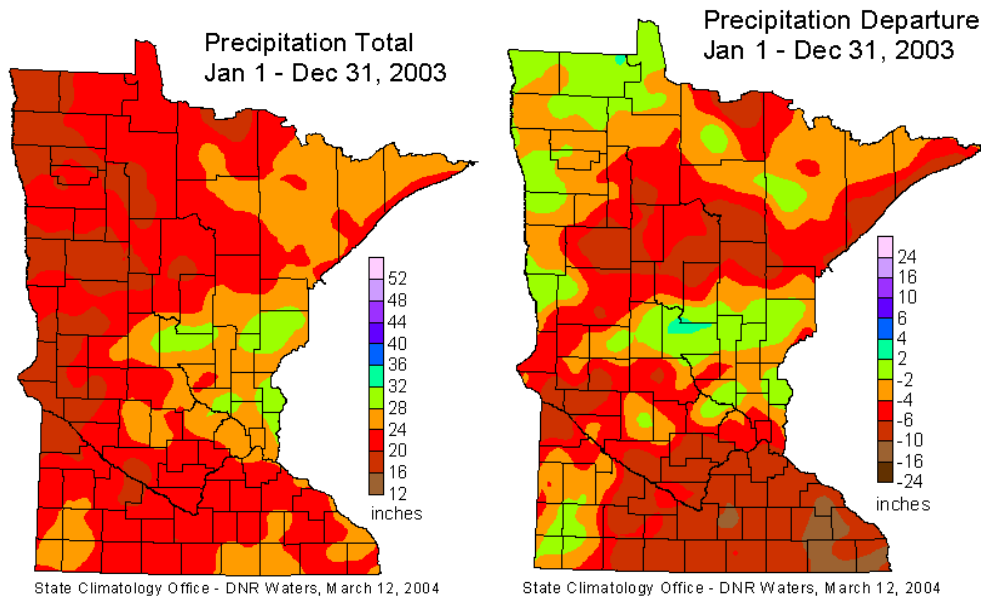 Precipitation Total
Jan 1 - Dec 31, 2003
52
48
44
40
36
32
28
24
20
16
12
inches
State Climatology Office - DNR Waters, March 12, 2004
Precipitation Departure
Jan 1 - Dec 31, 2003
24
16
10
6
4
2
-2
-4
-6
-10
-16
-24
inches
State Climatology Office - DNR Waters, March 12, 2004